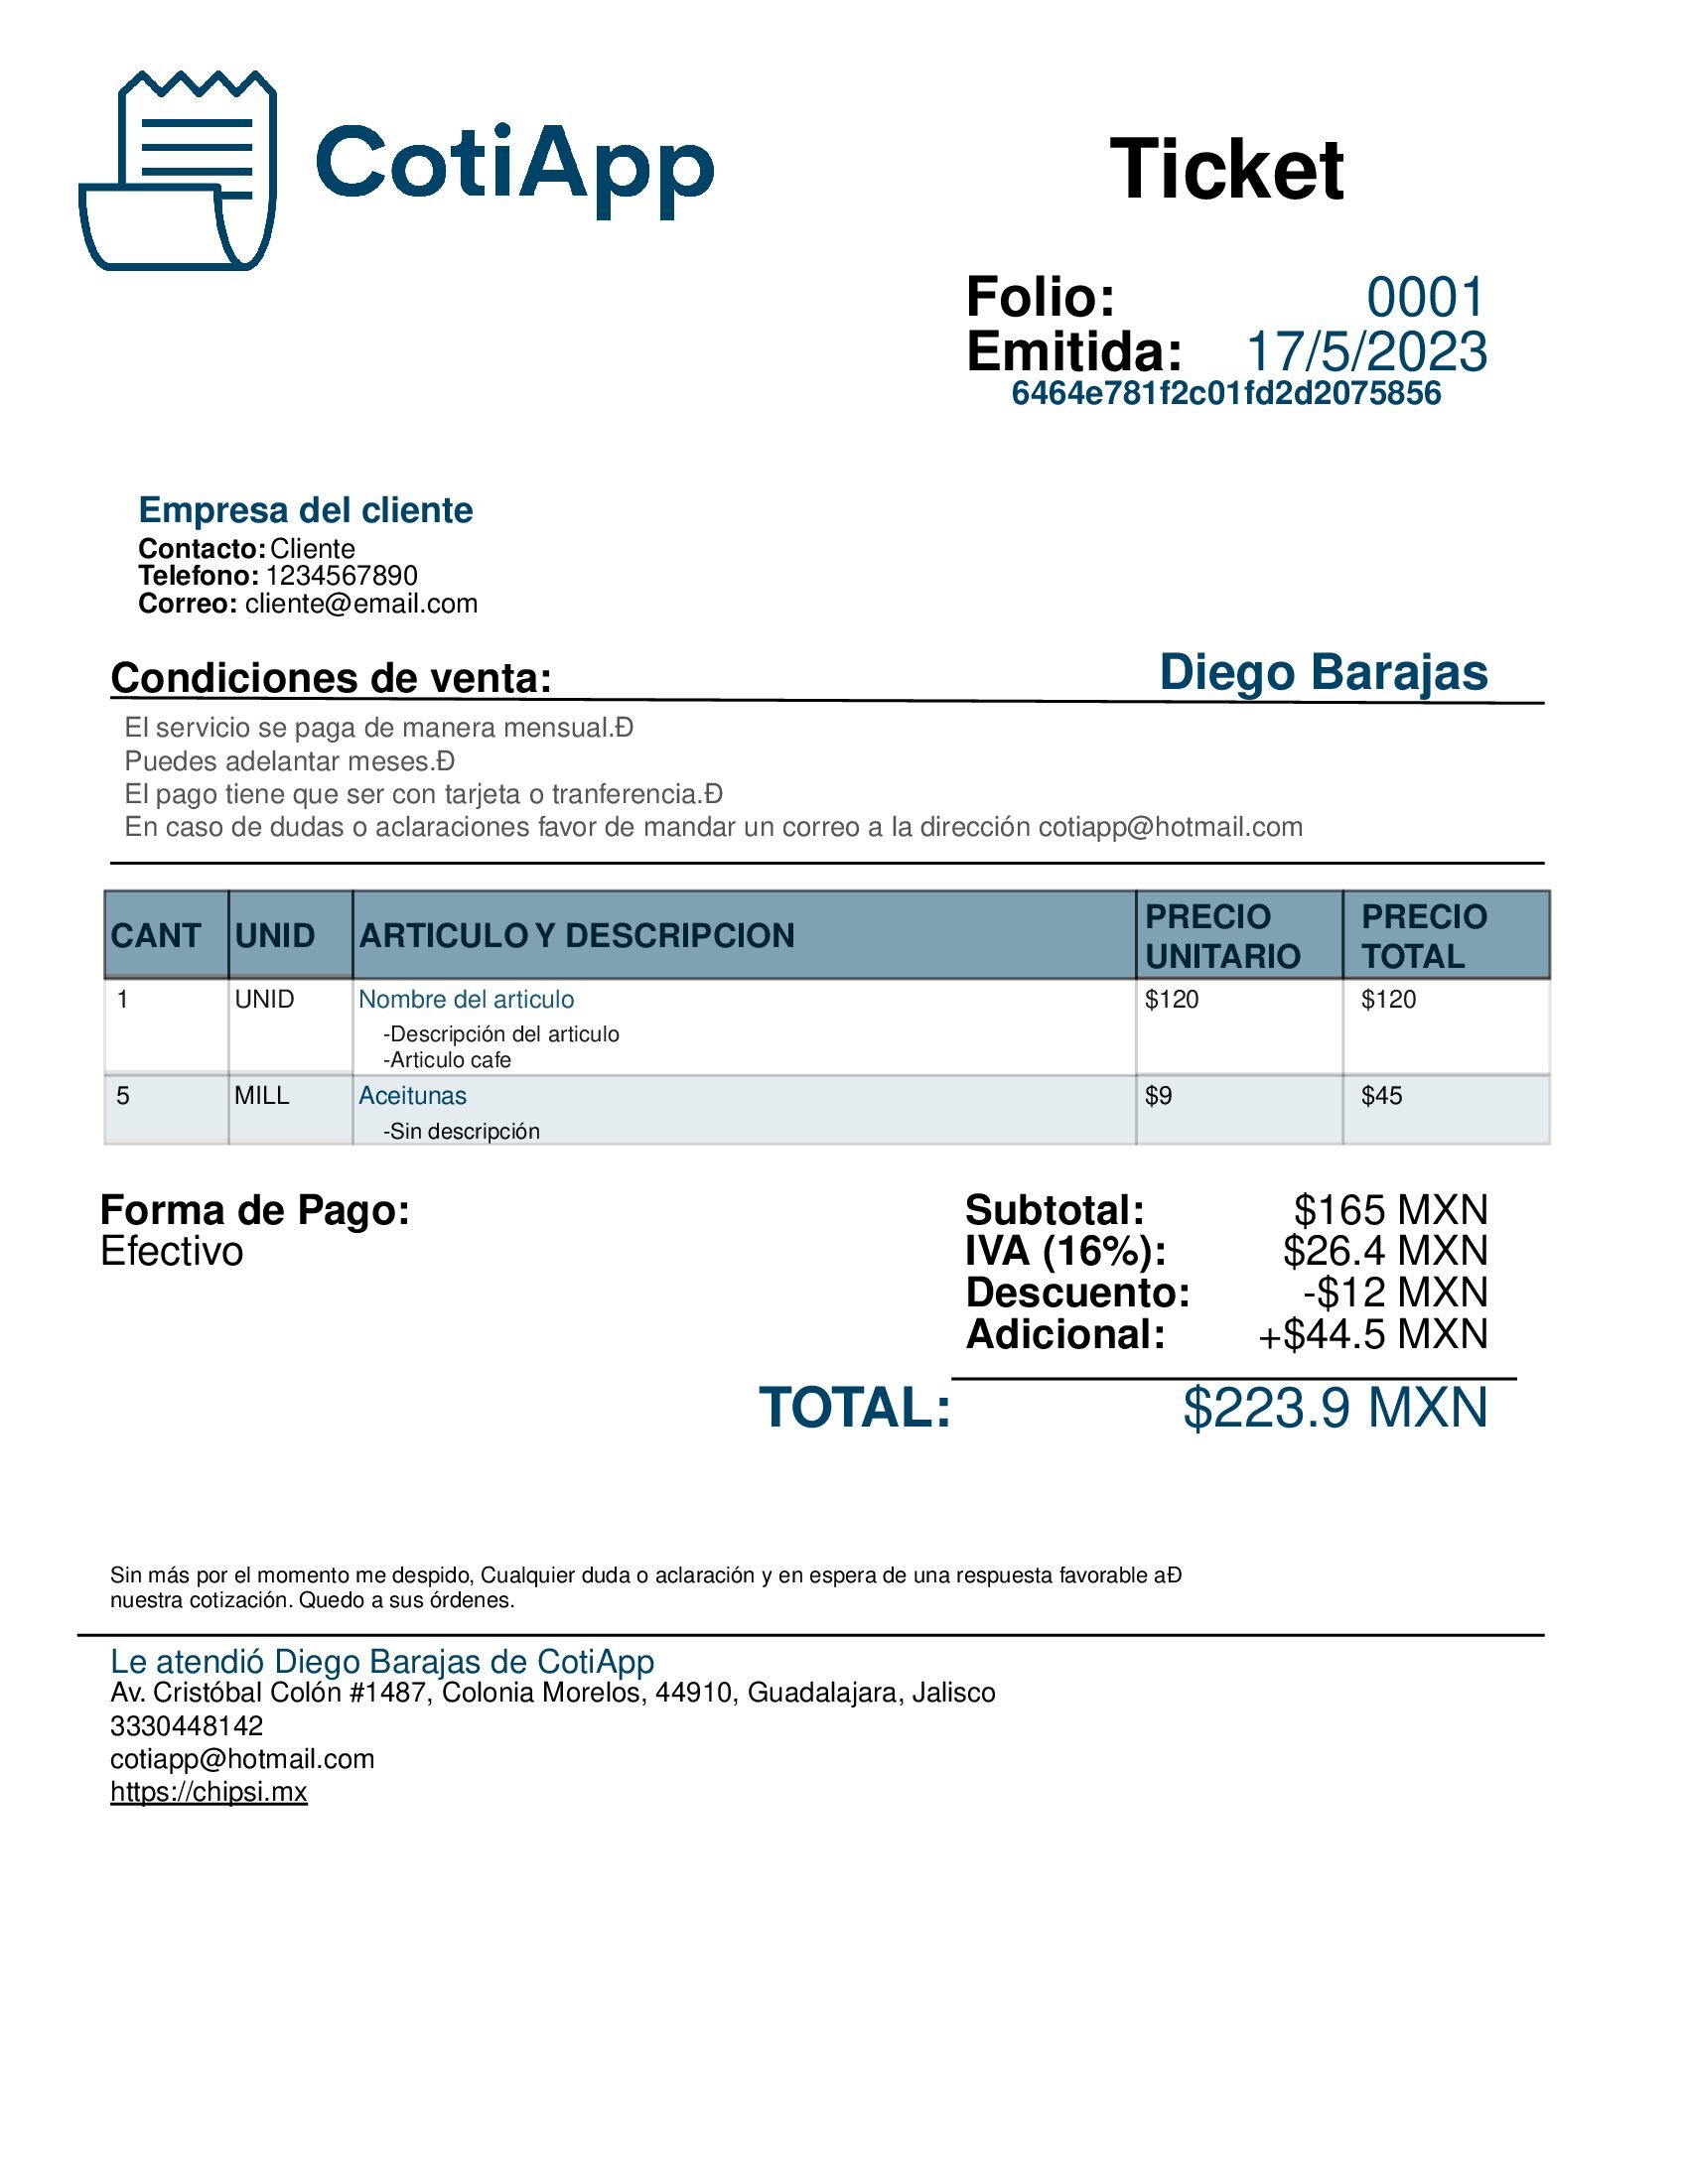 CotiApp
Ticket
Folio: 0001
Emitida: 17/5/2023
6464e781f2c01fd2d2075856
Empresa del cliente
Contacto: Cliente
Telefono: 1234567890
Correo: cliente@email.com
Condiciones de venta: Diego Barajas
El servicio se paga de manera mensual.Đ
Puedes adelantar meses.Đ
El pago tiene que ser con tarjeta o tranferencia.Đ
En caso de dudas o aclaraciones favor de mandar un correo a la dirección cotiapp@hotmail.com
CANT UNID ARTICULO Y DESCRIPCION PRECIO UNITARIO PRECIO TOTAL
1 UNID Nombre del articulo $120 $120
-Descripción del articulo
-Articulo cafe
5 MILL Aceitunas $9 $45
-Sin descripción
Forma de Pago:
Efectivo
Subtotal: $165 MXN
IVA (16%): $26.4 MXN
Descuento: -$12 MXN
Adicional: +$44.5 MXN
TOTAL: $223.9 MXN
Sin más por el momento me despido, Cualquier duda o aclaración y en espera de una respuesta favorable aĐ
nuestra cotización. Quedo a sus órdenes.
Le atendió Diego Barajas de CotiApp
Av. Cristóbal Colón #1487, Colonia Morelos, 44910, Guadalajara, Jalisco
3330448142
cotiapp@hotmail.com
https://chipsi.mx